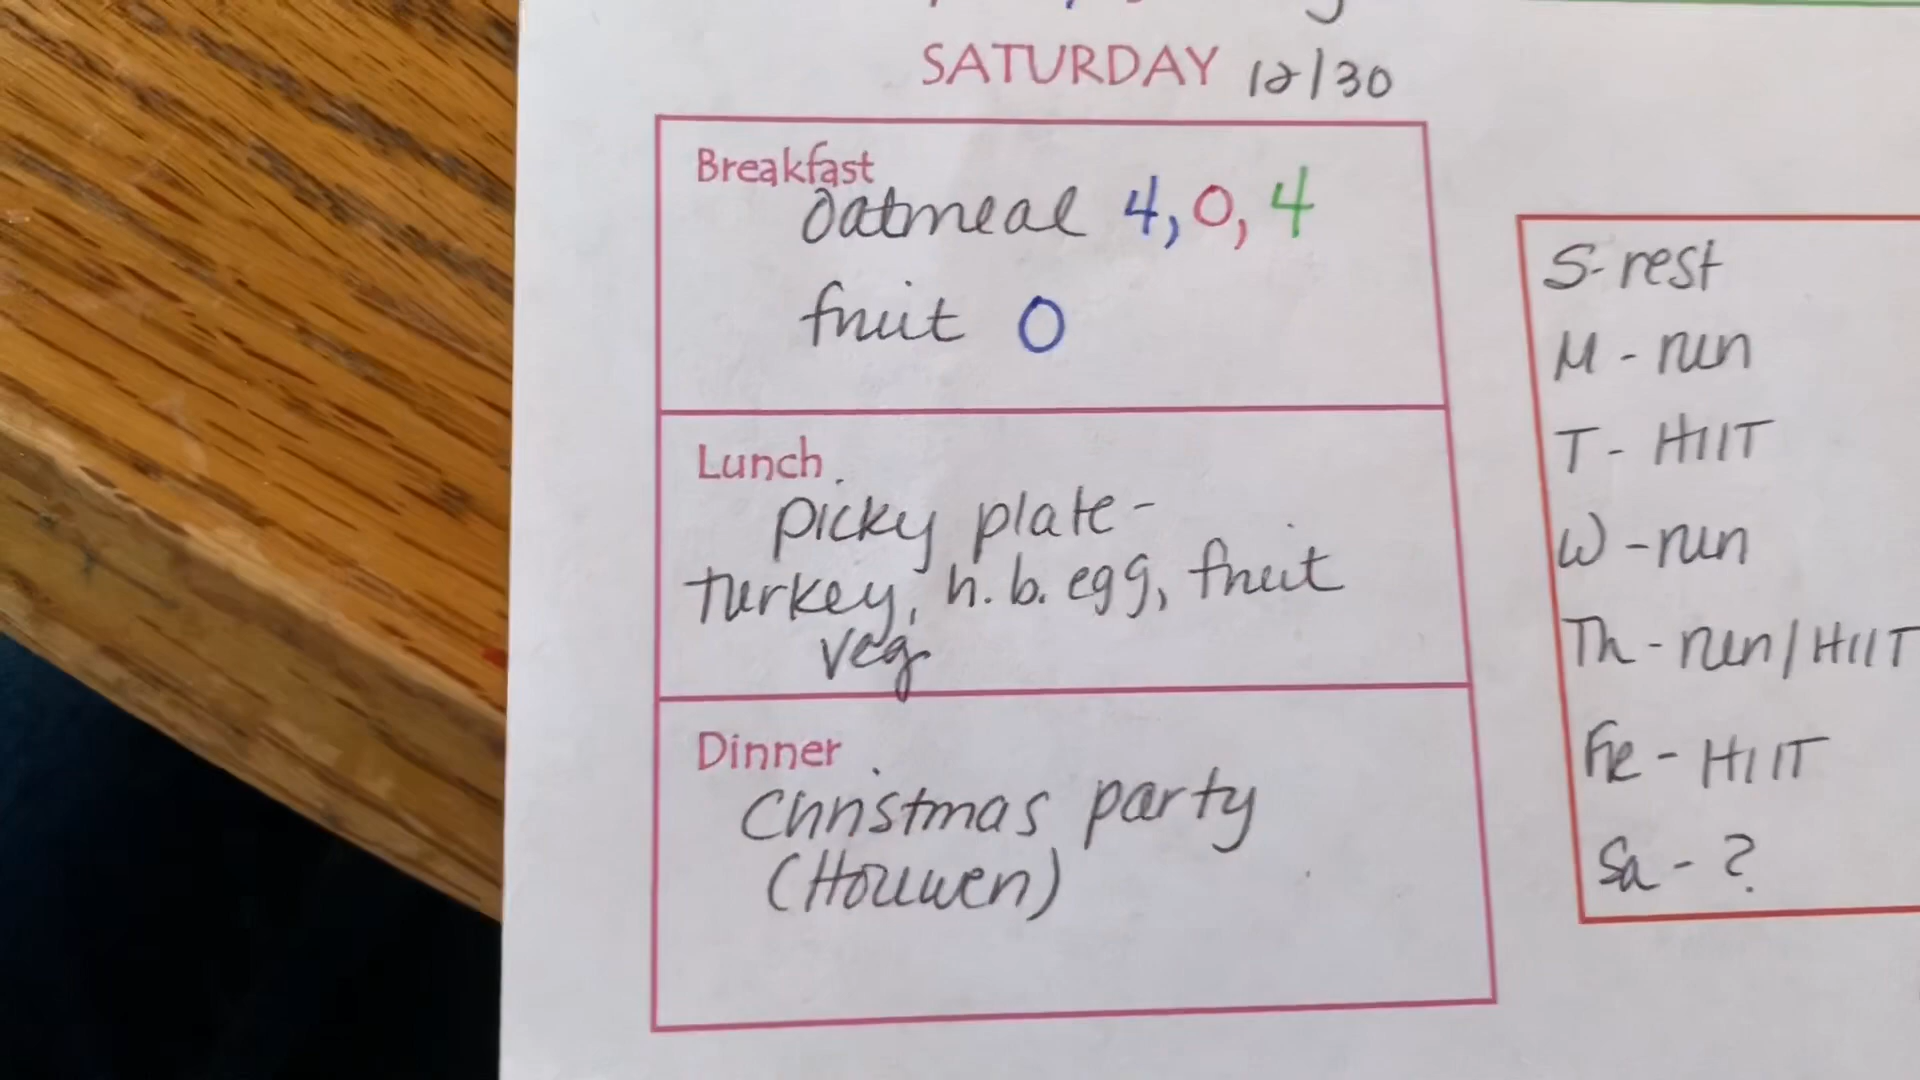 SATURDAY 12/30
Breakfast
Oatmeal 4, 0, 4
fruit 0
Lunch
picky plate-
turkey, h.b. egg, fruit
veg
Dinner
Christmas party
(Houwen)
S- rest
M - run
T - HIIT
W - run
Th - run/HIIT
Fr - HIIT
Sa - ?